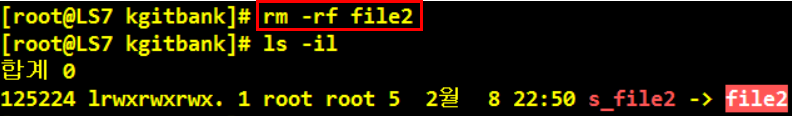 [root@LS7 kgitbank]# rm -rf file2
[root@LS7 kgitbank]# ls -il
합계 0
125224 lrwxrwxrwx. 1 root root 5  2월  8 22:50 s_file2 -> file2